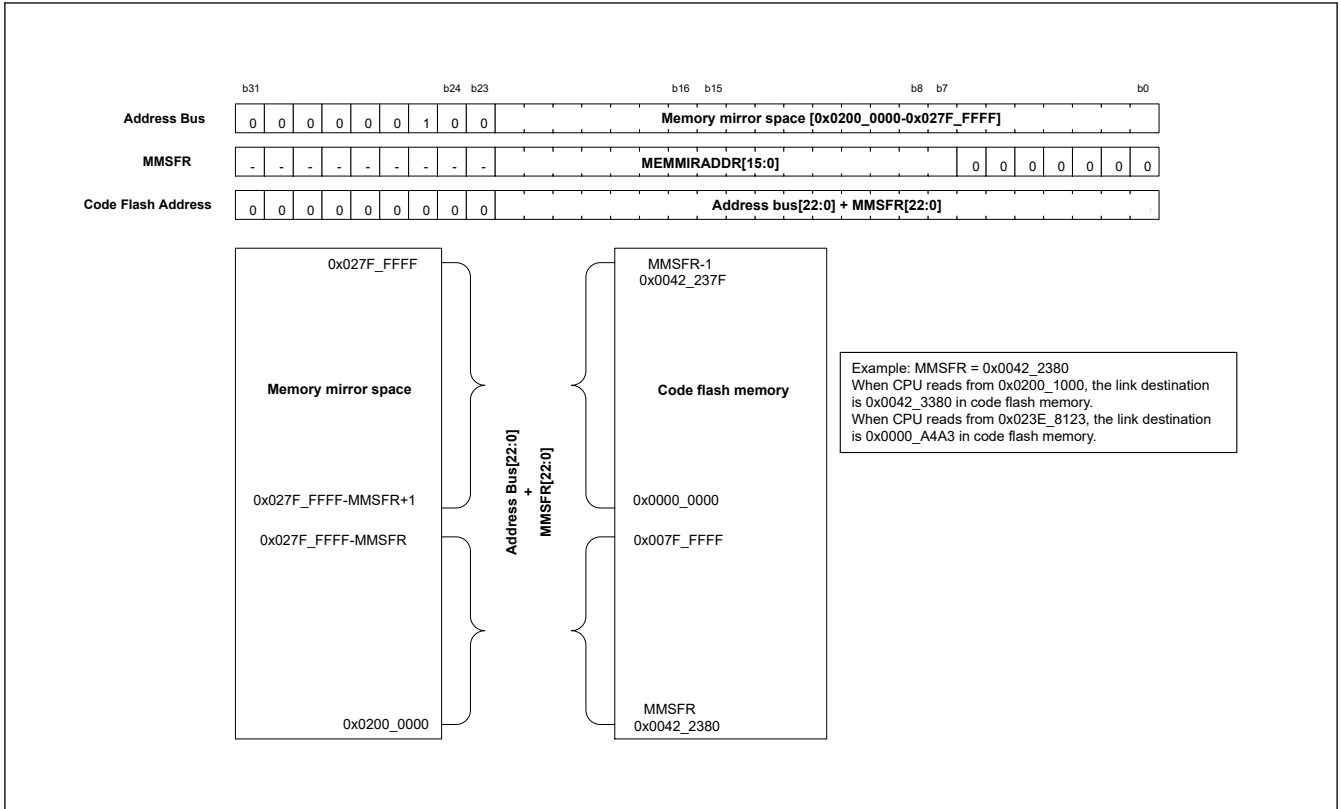 b31 b24 b23 b16 b15 b8 b7 b0
Address Bus 0 0 0 0 0 0 1 0 0 Memory mirror space [0x0200_0000-0x027F_FFFF]
MMSFR - - - - - - - - - MEMMIRADDR[15:0] 0 0 0 0 0 0 0
Code Flash Address 0 0 0 0 0 0 0 0 0 Address bus[22:0] + MMSFR[22:0]
0x027F_FFFF
Memory mirror space
0x027F_FFFF-MMSFR+1
0x027F_FFFF-MMSFR
0x0200_0000
Address Bus[22:0]
+
MMSFR[22:0]
MMSFR-1
0x0042_237F
Code flash memory
0x0000_0000
0x007F_FFFF
MMSFR
0x0042_2380
Example: MMSFR = 0x0042_2380
When CPU reads from 0x0200_1000, the link destination
is 0x0042_3380 in code flash memory.
When CPU reads from 0x023E_8123, the link destination
is 0x0000_A4A3 in code flash memory.